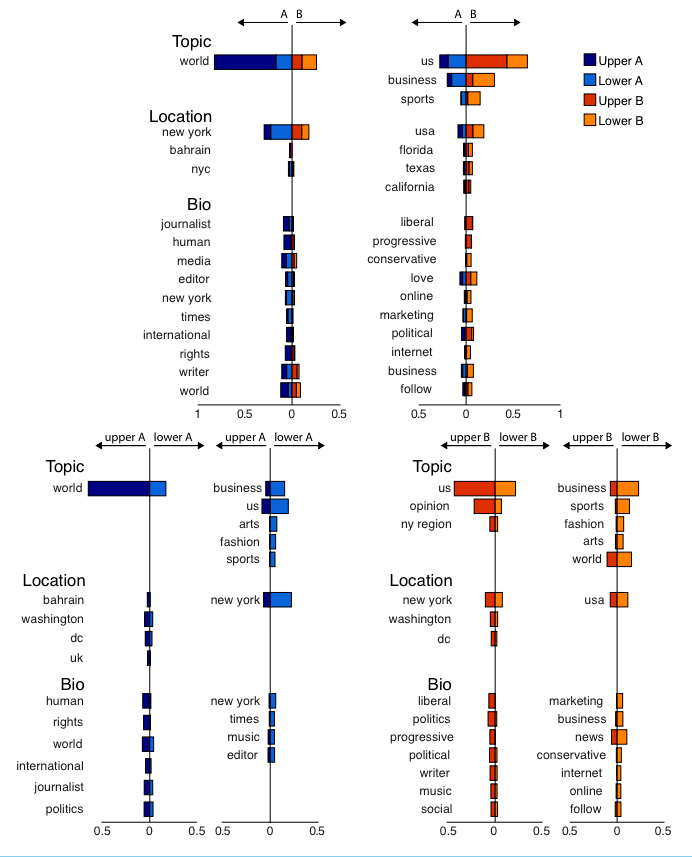 A B
Topic
world
Location
new york
bahrain
nyc
Bio
journalist
human
media
editor
new york
times
international
rights
writer
world
1 0.5 0 0.5
A B
us
business
sports
usa
florida
texas
california
liberal
progressive
conservative
love
online
marketing
political
internet
business
follow
0.5 0 0.5 1
Upper A
Lower A
Upper B
Lower B
upper A lower A
Topic
world
Location
bahrain
washington
dc
uk
Bio
human
rights
world
international
journalist
politics
0.5 0 0.5
upper A lower A
business
us
arts
fashion
sports
new york
new york
times
music
editor
0.5 0 0.5
upper B lower B
Topic
us
opinion
ny region
Location
new york
washington
dc
Bio
liberal
politics
progressive
political
writer
music
social
0.5 0 0.5
upper B lower B
business
sports
fashion
arts
world
usa
marketing
business
news
conservative
internet
online
follow
0.5 0 0.5